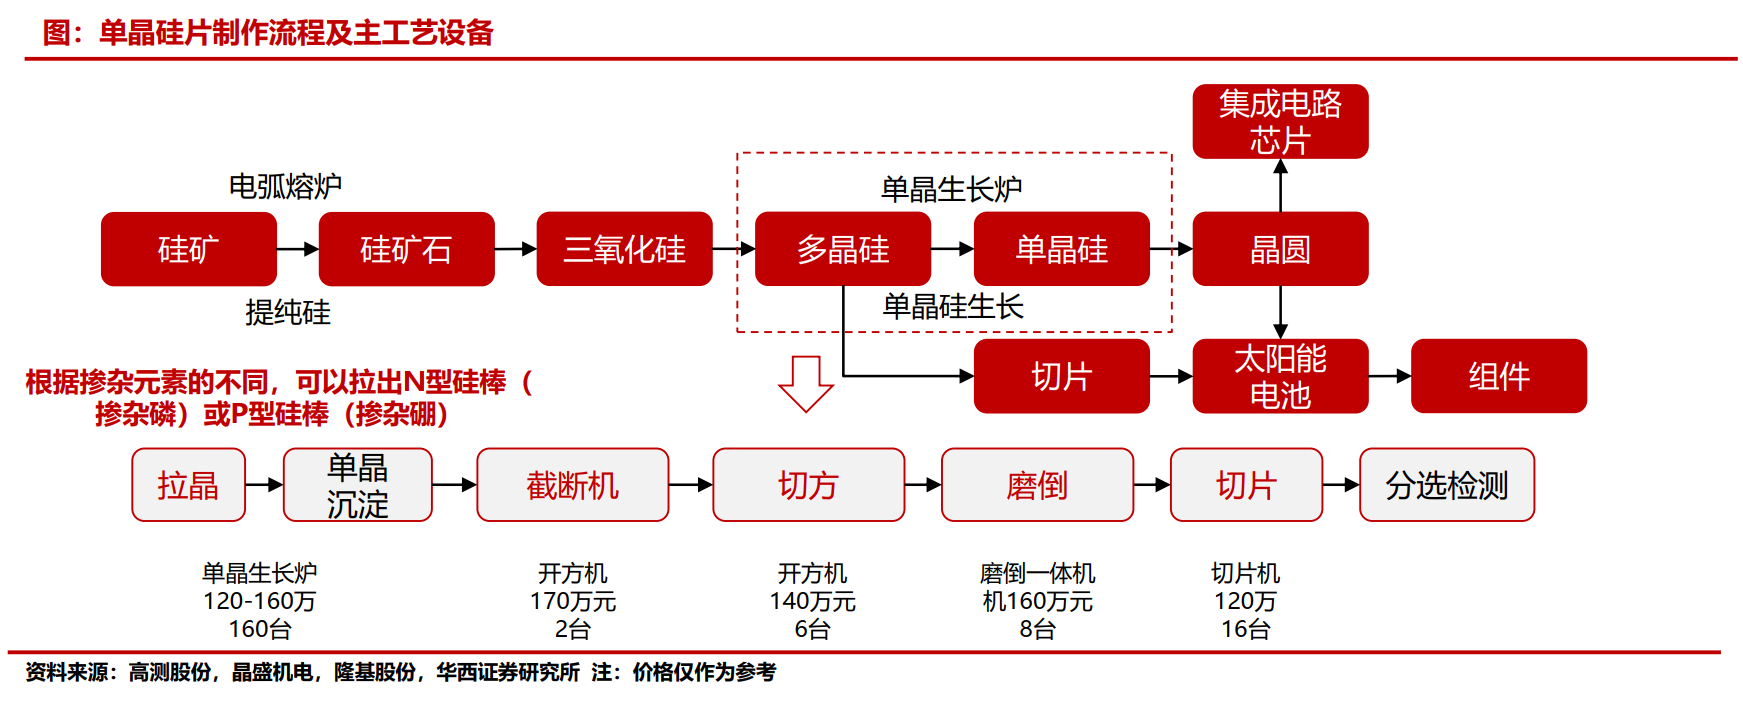 图：单晶硅片制作流程及主工艺设备
集成电路
芯片
电弧熔炉
单晶生长炉
硅矿
硅矿石
三氧化硅
多晶硅
单晶硅
晶圆
提纯硅
单晶硅生长
切片
太阳能
电池
组件
根据掺杂元素的不同，可以拉出N型硅棒（
掺杂磷）或P型硅棒（掺杂硼）
拉晶
单晶
沉淀
截断机
切方
磨倒
切片
分选检测
单晶生长炉
120-160万
160台
开方机
170万元
2台
开方机
140万元
6台
磨倒一体机
机160万元
8台
切片机
120万
16台
资料来源：高测股份，晶盛机电，隆基股份，华西证券研究所 注：价格仅作为参考